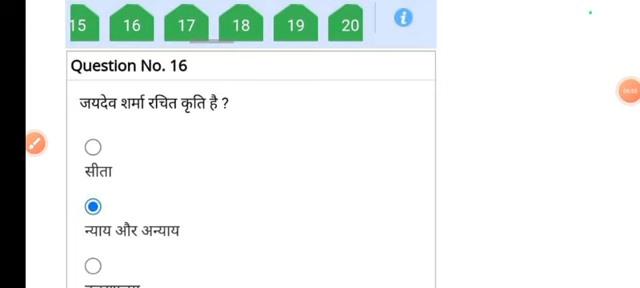 15 16 17 18 19 20
Question No. 16
जयदेव शर्मा रचित कृति है ?
सीता
न्याय और अन्याय